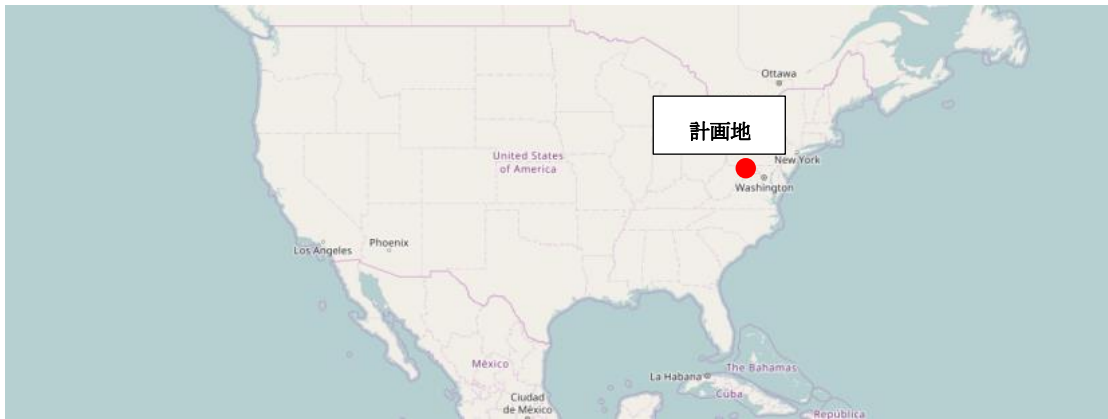 Ottawa
計画地
New York
United States
of America
Washington
Los Angeles
Phoenix
México
La Habana
The Bahamas
Cuba
Ciudad
de México
República